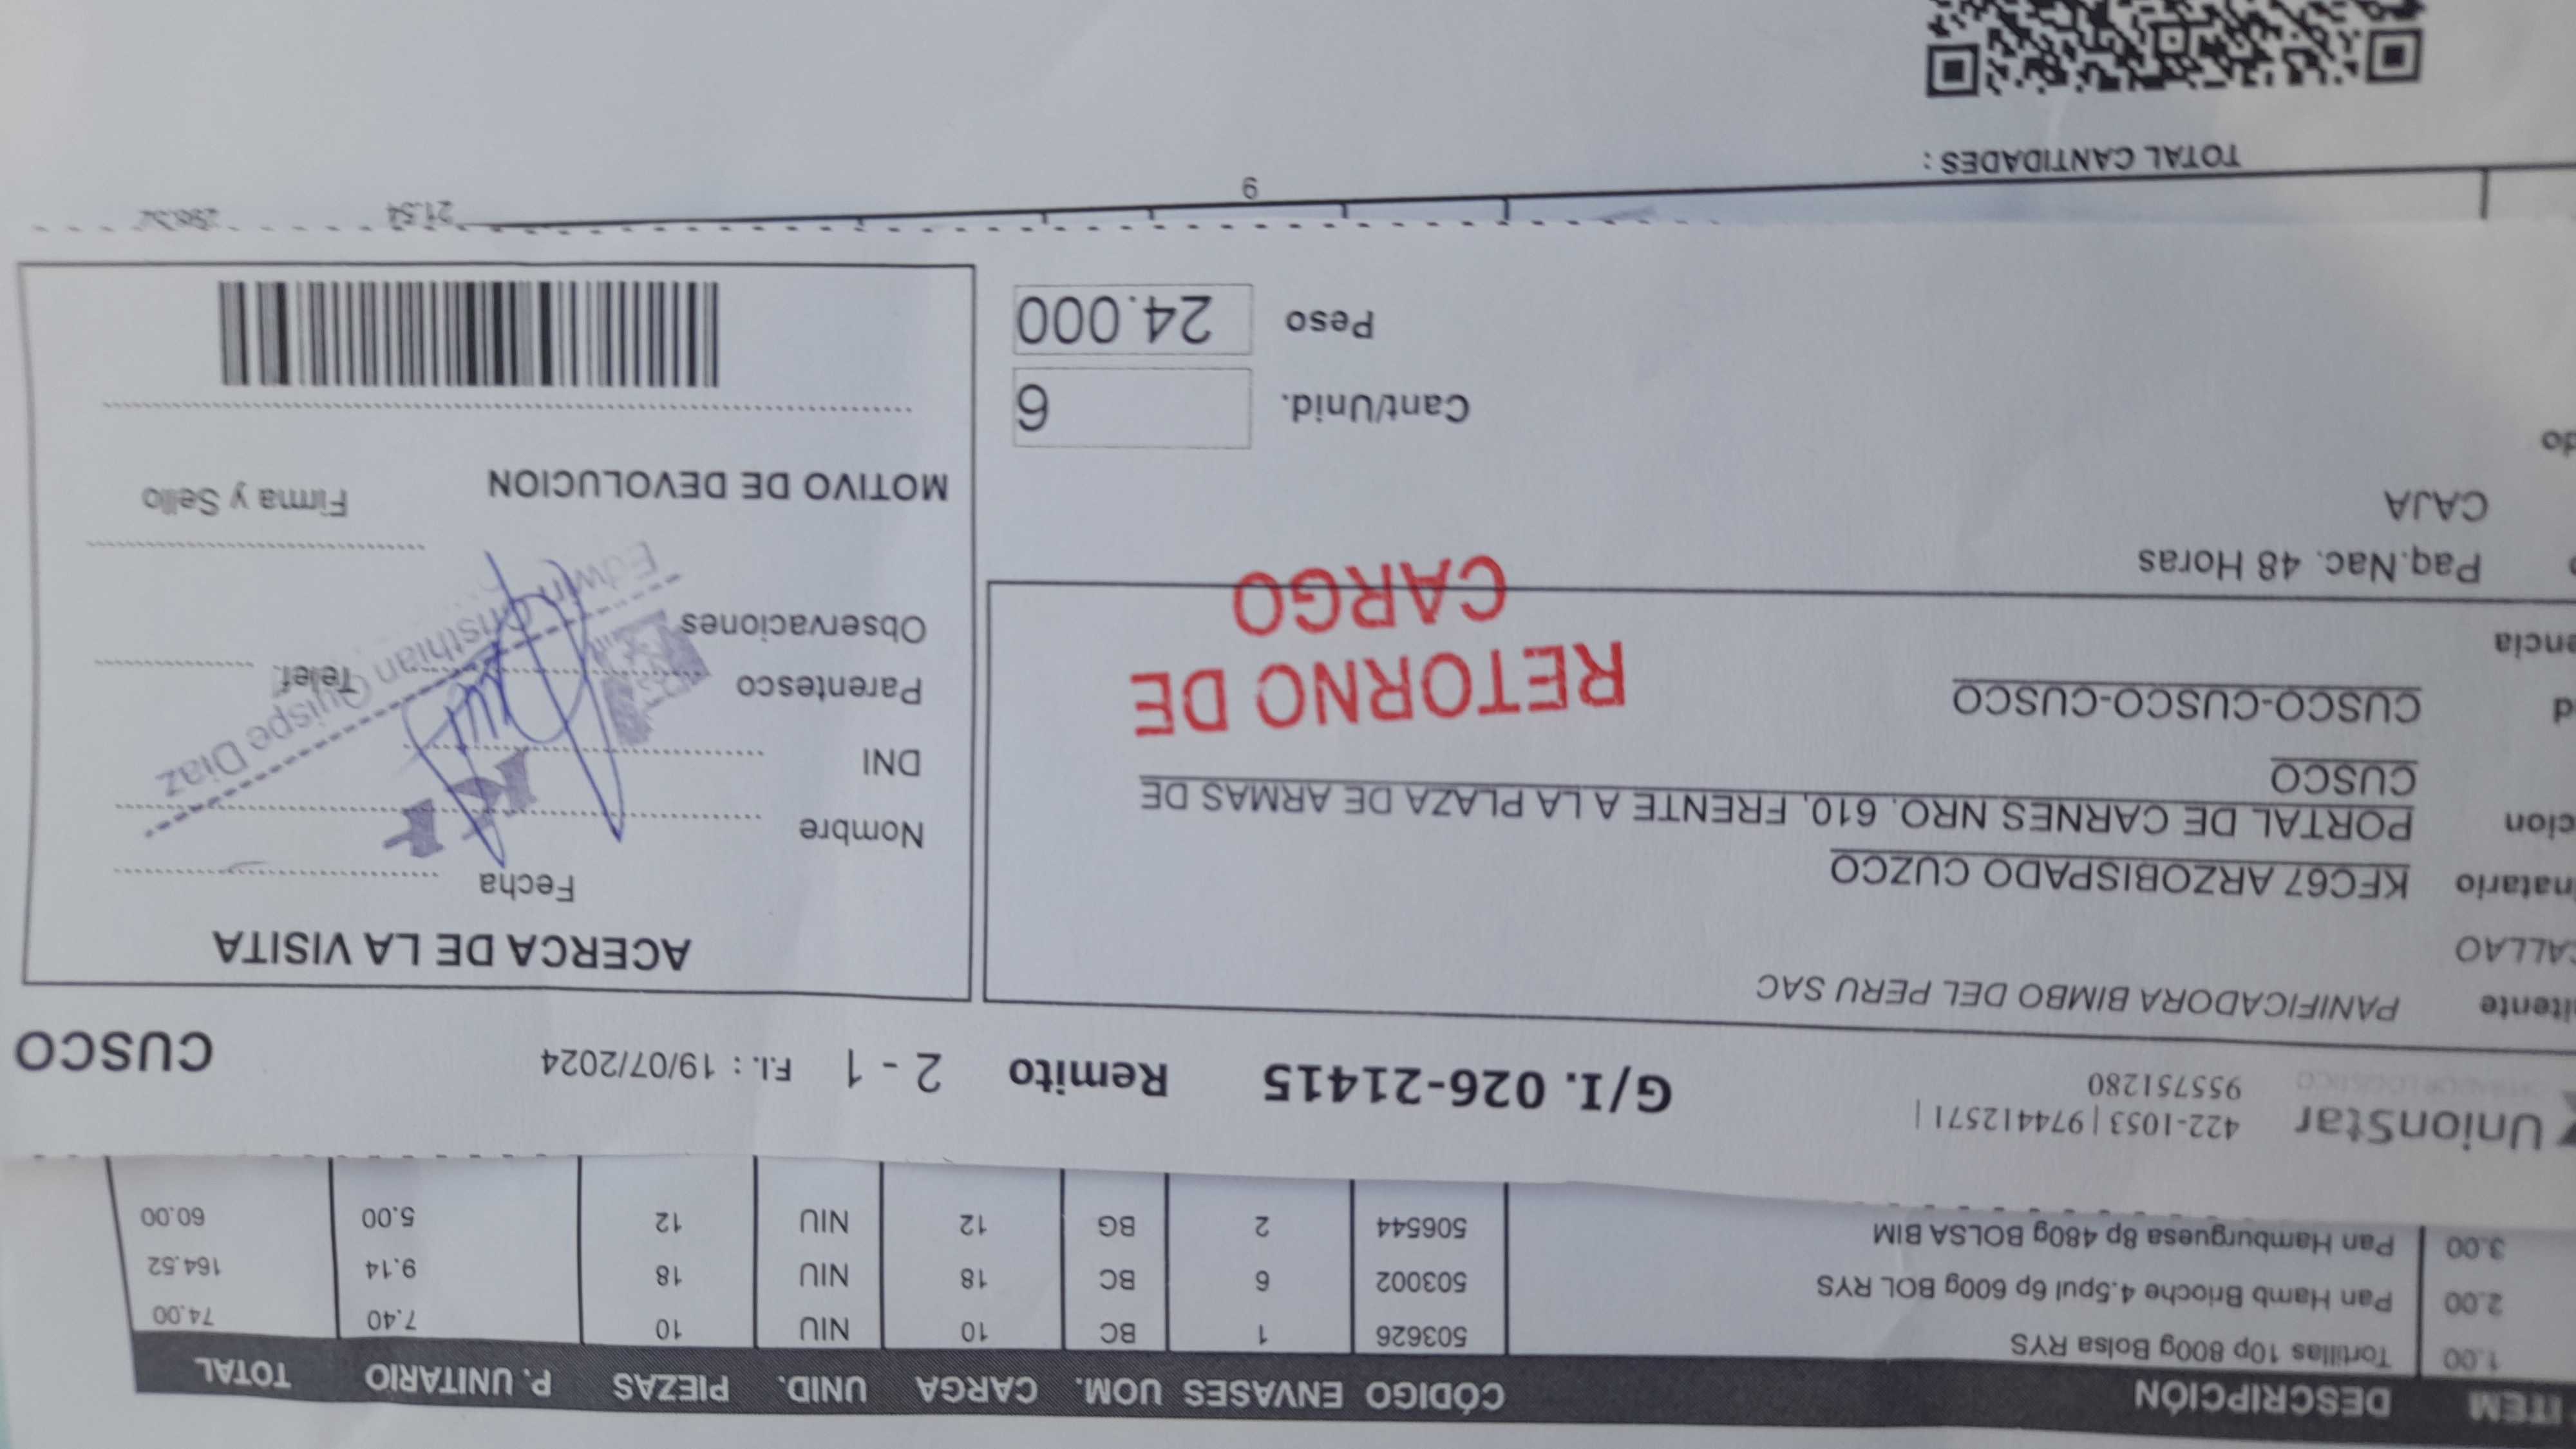 ITEM DESCRIPCIÓN CÓDIGO ENVASES UOM. CARGA UNID. PIEZAS P. UNITARIO TOTAL
1.00 Tortillas 10p 800g Bolsa RYS 503626 1 BC 10 NIU 10 7.40 74.00
2.00 Pan Hamb Brioche 4.5pul 6p 600g BOL RYS 503002 6 BC 18 NIU 18 9.14 164.52
3.00 Pan Hamburguesa 8p 480g BOLSA BIM 506544 2 BG 12 NIU 12 5.00 60.00
UnionStar
422-1053 | 974412571 |
955751280
G/I. 026-21415 Remito 2 - 1 F.I. : 19/07/2024 CUSCO
itente PANIFICADORA BIMBO DEL PERU SAC
CALLAO
natario KFC67 ARZOBISPADO CUZCO
cion PORTAL DE CARNES NRO. 610, FRENTE A LA PLAZA DE ARMAS DE
CUSCO
d CUSCO-CUSCO-CUSCO
encia
RETORNO DE
CARGO
Paq.Nac. 48 Horas
CAJA
do
Cant/Unid. 6
Peso 24.000
ACERCA DE LA VISITA
Fecha
Nombre
DNI
Parentesco Telef.
Observaciones
Edwin Cristhian Quispe Diaz
MOTIVO DE DEVOLUCION Firma y Sello
21.54
TOTAL CANTIDADES : 9